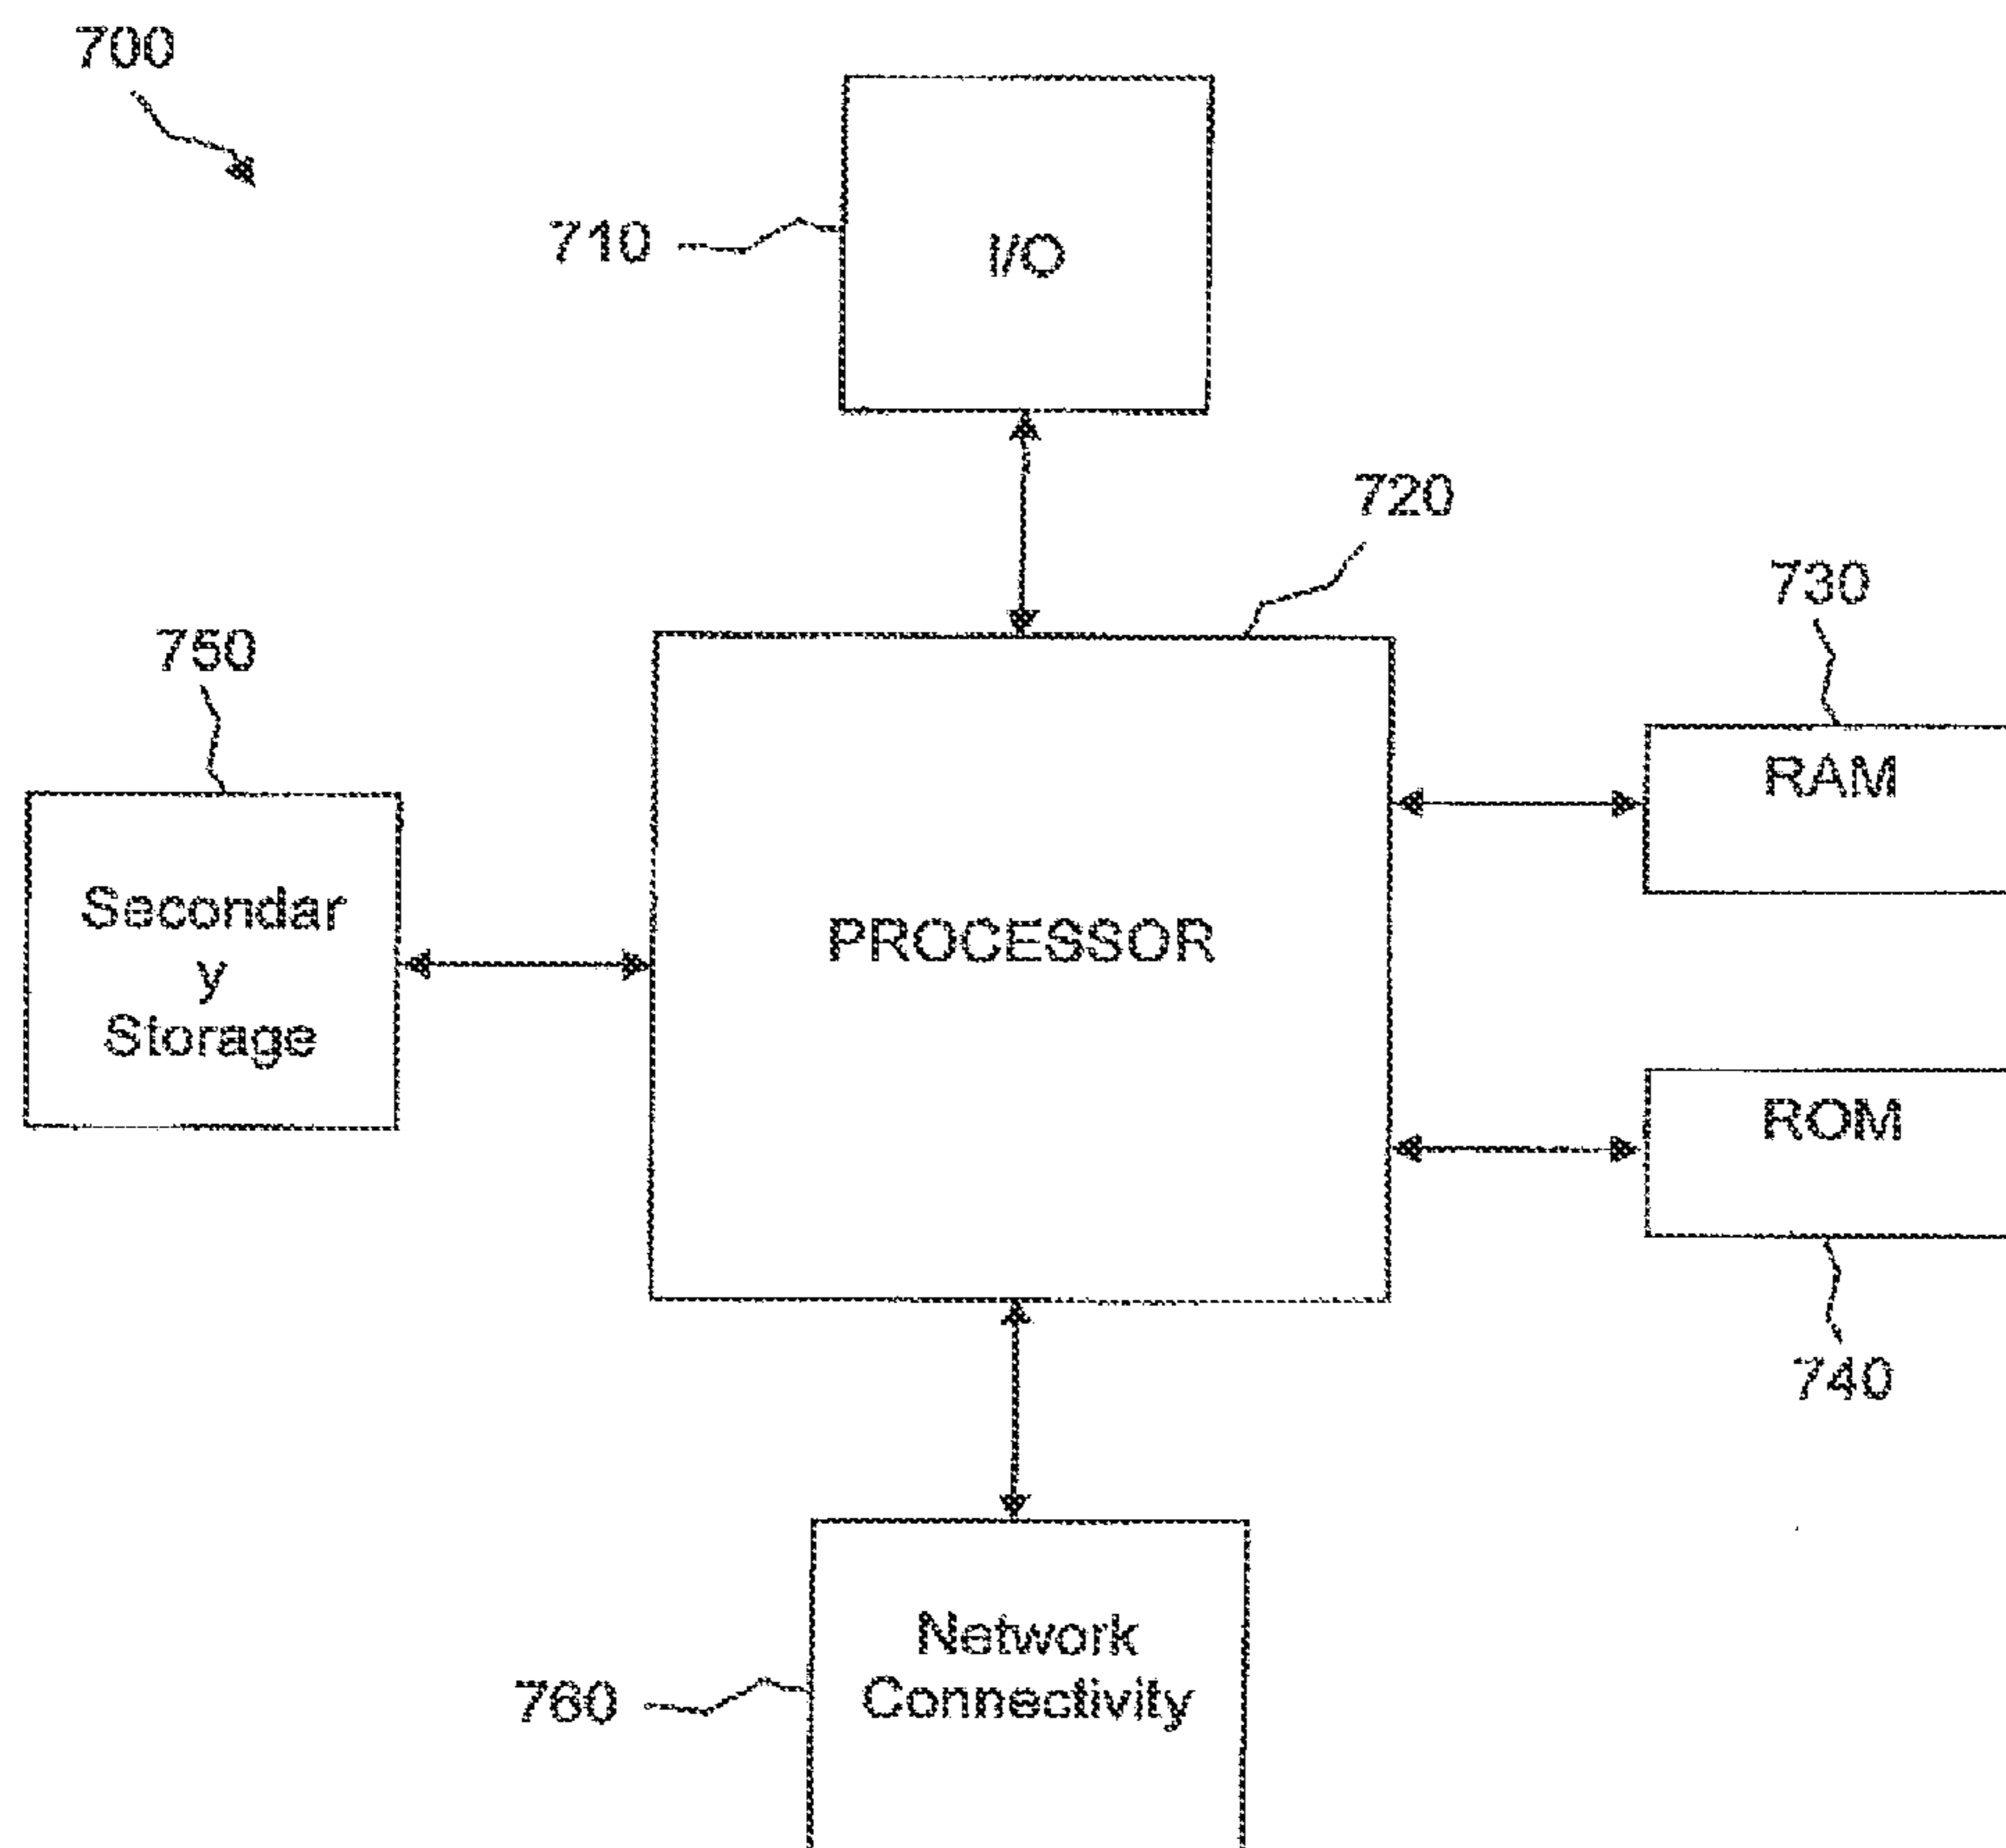 700
710
I/O
720
730
750
RAM
Secondar
y
Storage
PROCESSOR
ROM
740
Network
Connectivity
760